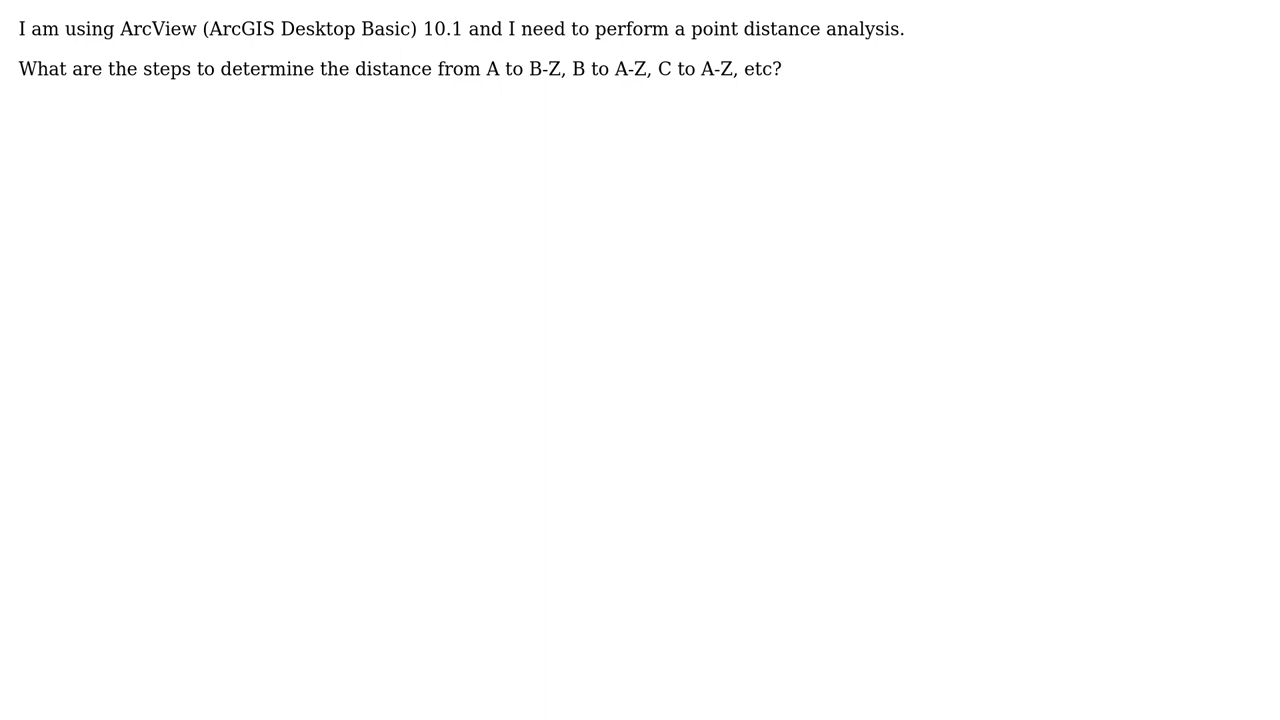 I am using ArcView (ArcGIS Desktop Basic) 10.1 and I need to perform a point distance analysis.
What are the steps to determine the distance from A to B-Z, B to A-Z, C to A-Z, etc?